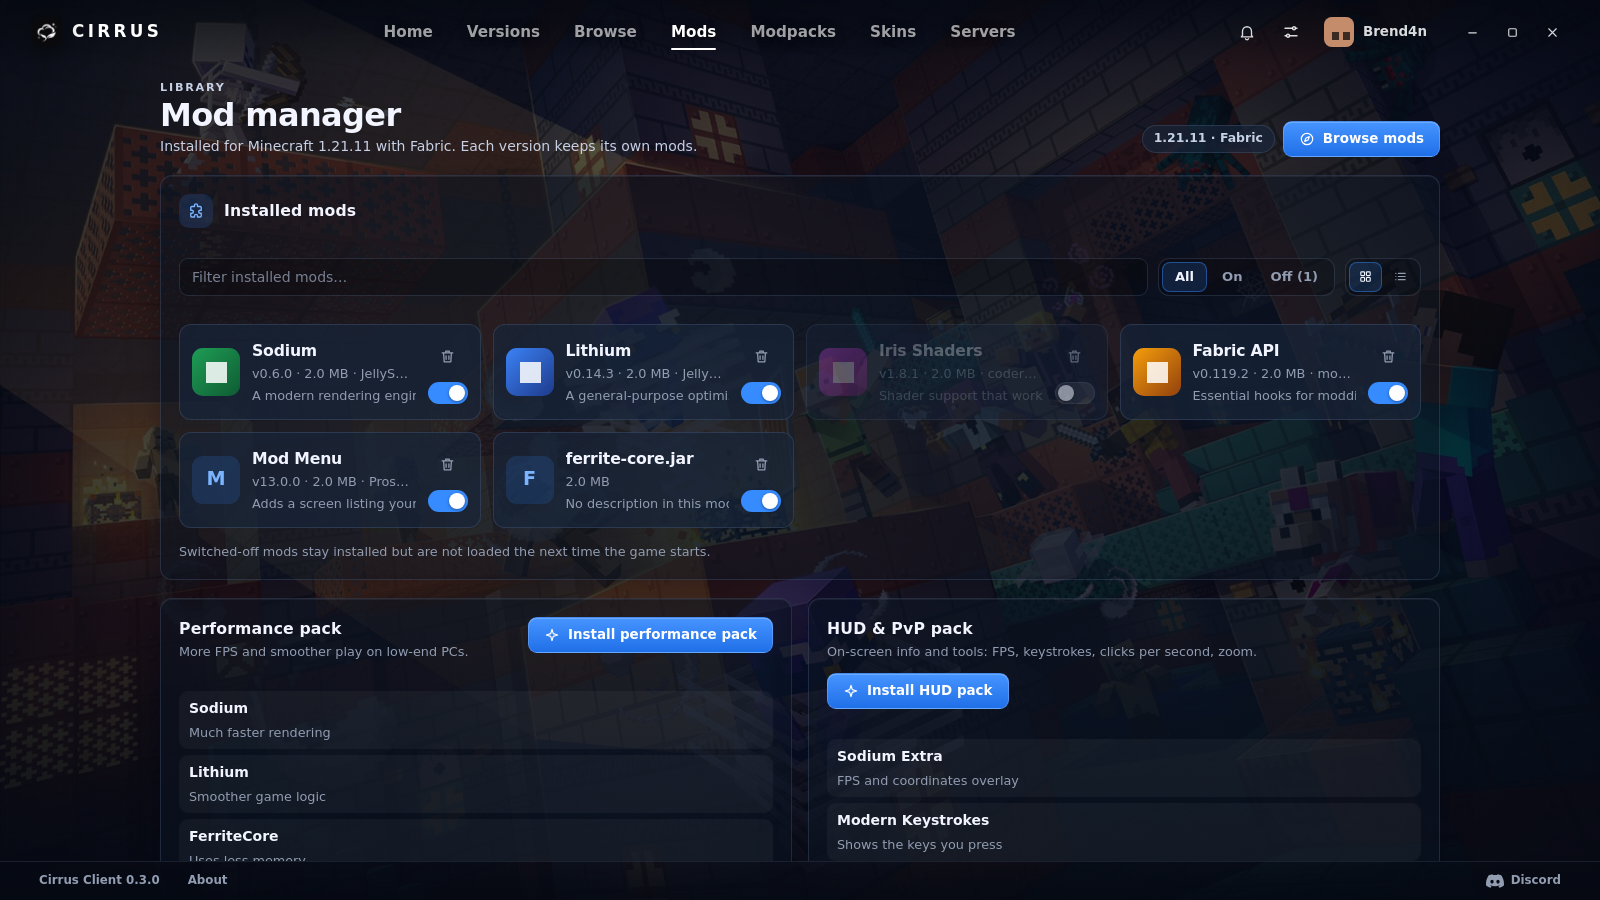 CIRRUS
Home Versions Browse Mods Modpacks Skins Servers
Brend4n
LIBRARY
Mod manager
Installed for Minecraft 1.21.11 with Fabric. Each version keeps its own mods.
1.21.11 · Fabric
Browse mods
Installed mods
Filter installed mods...
All On Off (1)
Sodium
v0.6.0 · 2.0 MB · JellyS…
A modern rendering engir
Lithium
v0.14.3 · 2.0 MB · Jelly…
A general-purpose optimi
Iris Shaders
v1.8.1 · 2.0 MB · coder…
Shader support that work
Fabric API
v0.119.2 · 2.0 MB · mo…
Essential hooks for moddi
M
Mod Menu
v13.0.0 · 2.0 MB · Pros…
Adds a screen listing your
F
ferrite-core.jar
2.0 MB
No description in this moc
Switched-off mods stay installed but are not loaded the next time the game starts.
Performance pack
More FPS and smoother play on low-end PCs.
Install performance pack
Sodium
Much faster rendering
Lithium
Smoother game logic
FerriteCore
Uses less memory
HUD & PvP pack
On-screen info and tools: FPS, keystrokes, clicks per second, zoom.
Install HUD pack
Sodium Extra
FPS and coordinates overlay
Modern Keystrokes
Shows the keys you press
Cirrus Client 0.3.0 About
Discord